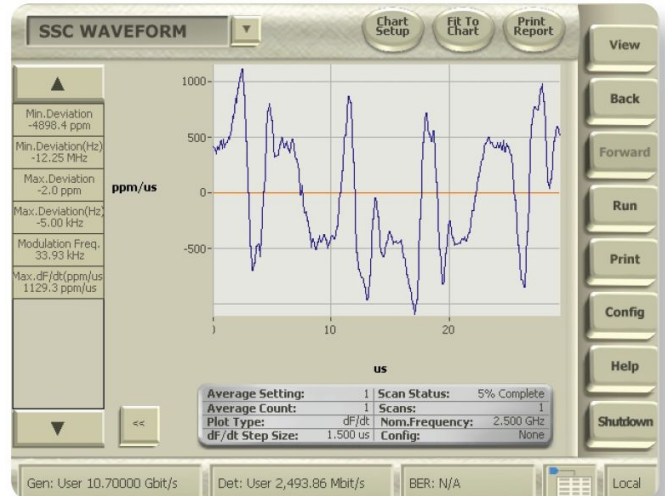 SSC WAVEFORM
Chart Setup
Fit To Chart
Print Report
View
Back
Forward
Run
Print
Config
Help
Shutdown
Min.Deviation
-4898.4 ppm
Min.Deviation(Hz)
-12.25 MHz
Max.Deviation
-2.0 ppm
Max.Deviation(Hz)
-5.00 kHz
Modulation Freq.
33.93 kHz
Max.dF/dt(ppm/us)
1129.3 ppm/us
<<
ppm/us
1000-
500-
0-
-500-
10
20
us
Average Setting: 1 Scan Status: 5% Complete
Average Count: 1 Scans: 1
Plot Type: dF/dt Nom.Frequency: 2.500 GHz
dF/dt Step Size: 1.500 us Config: None
Gen: User 10.70000 Gbit/s
Det: User 2,493.86 Mbit/s
BER: N/A
Local